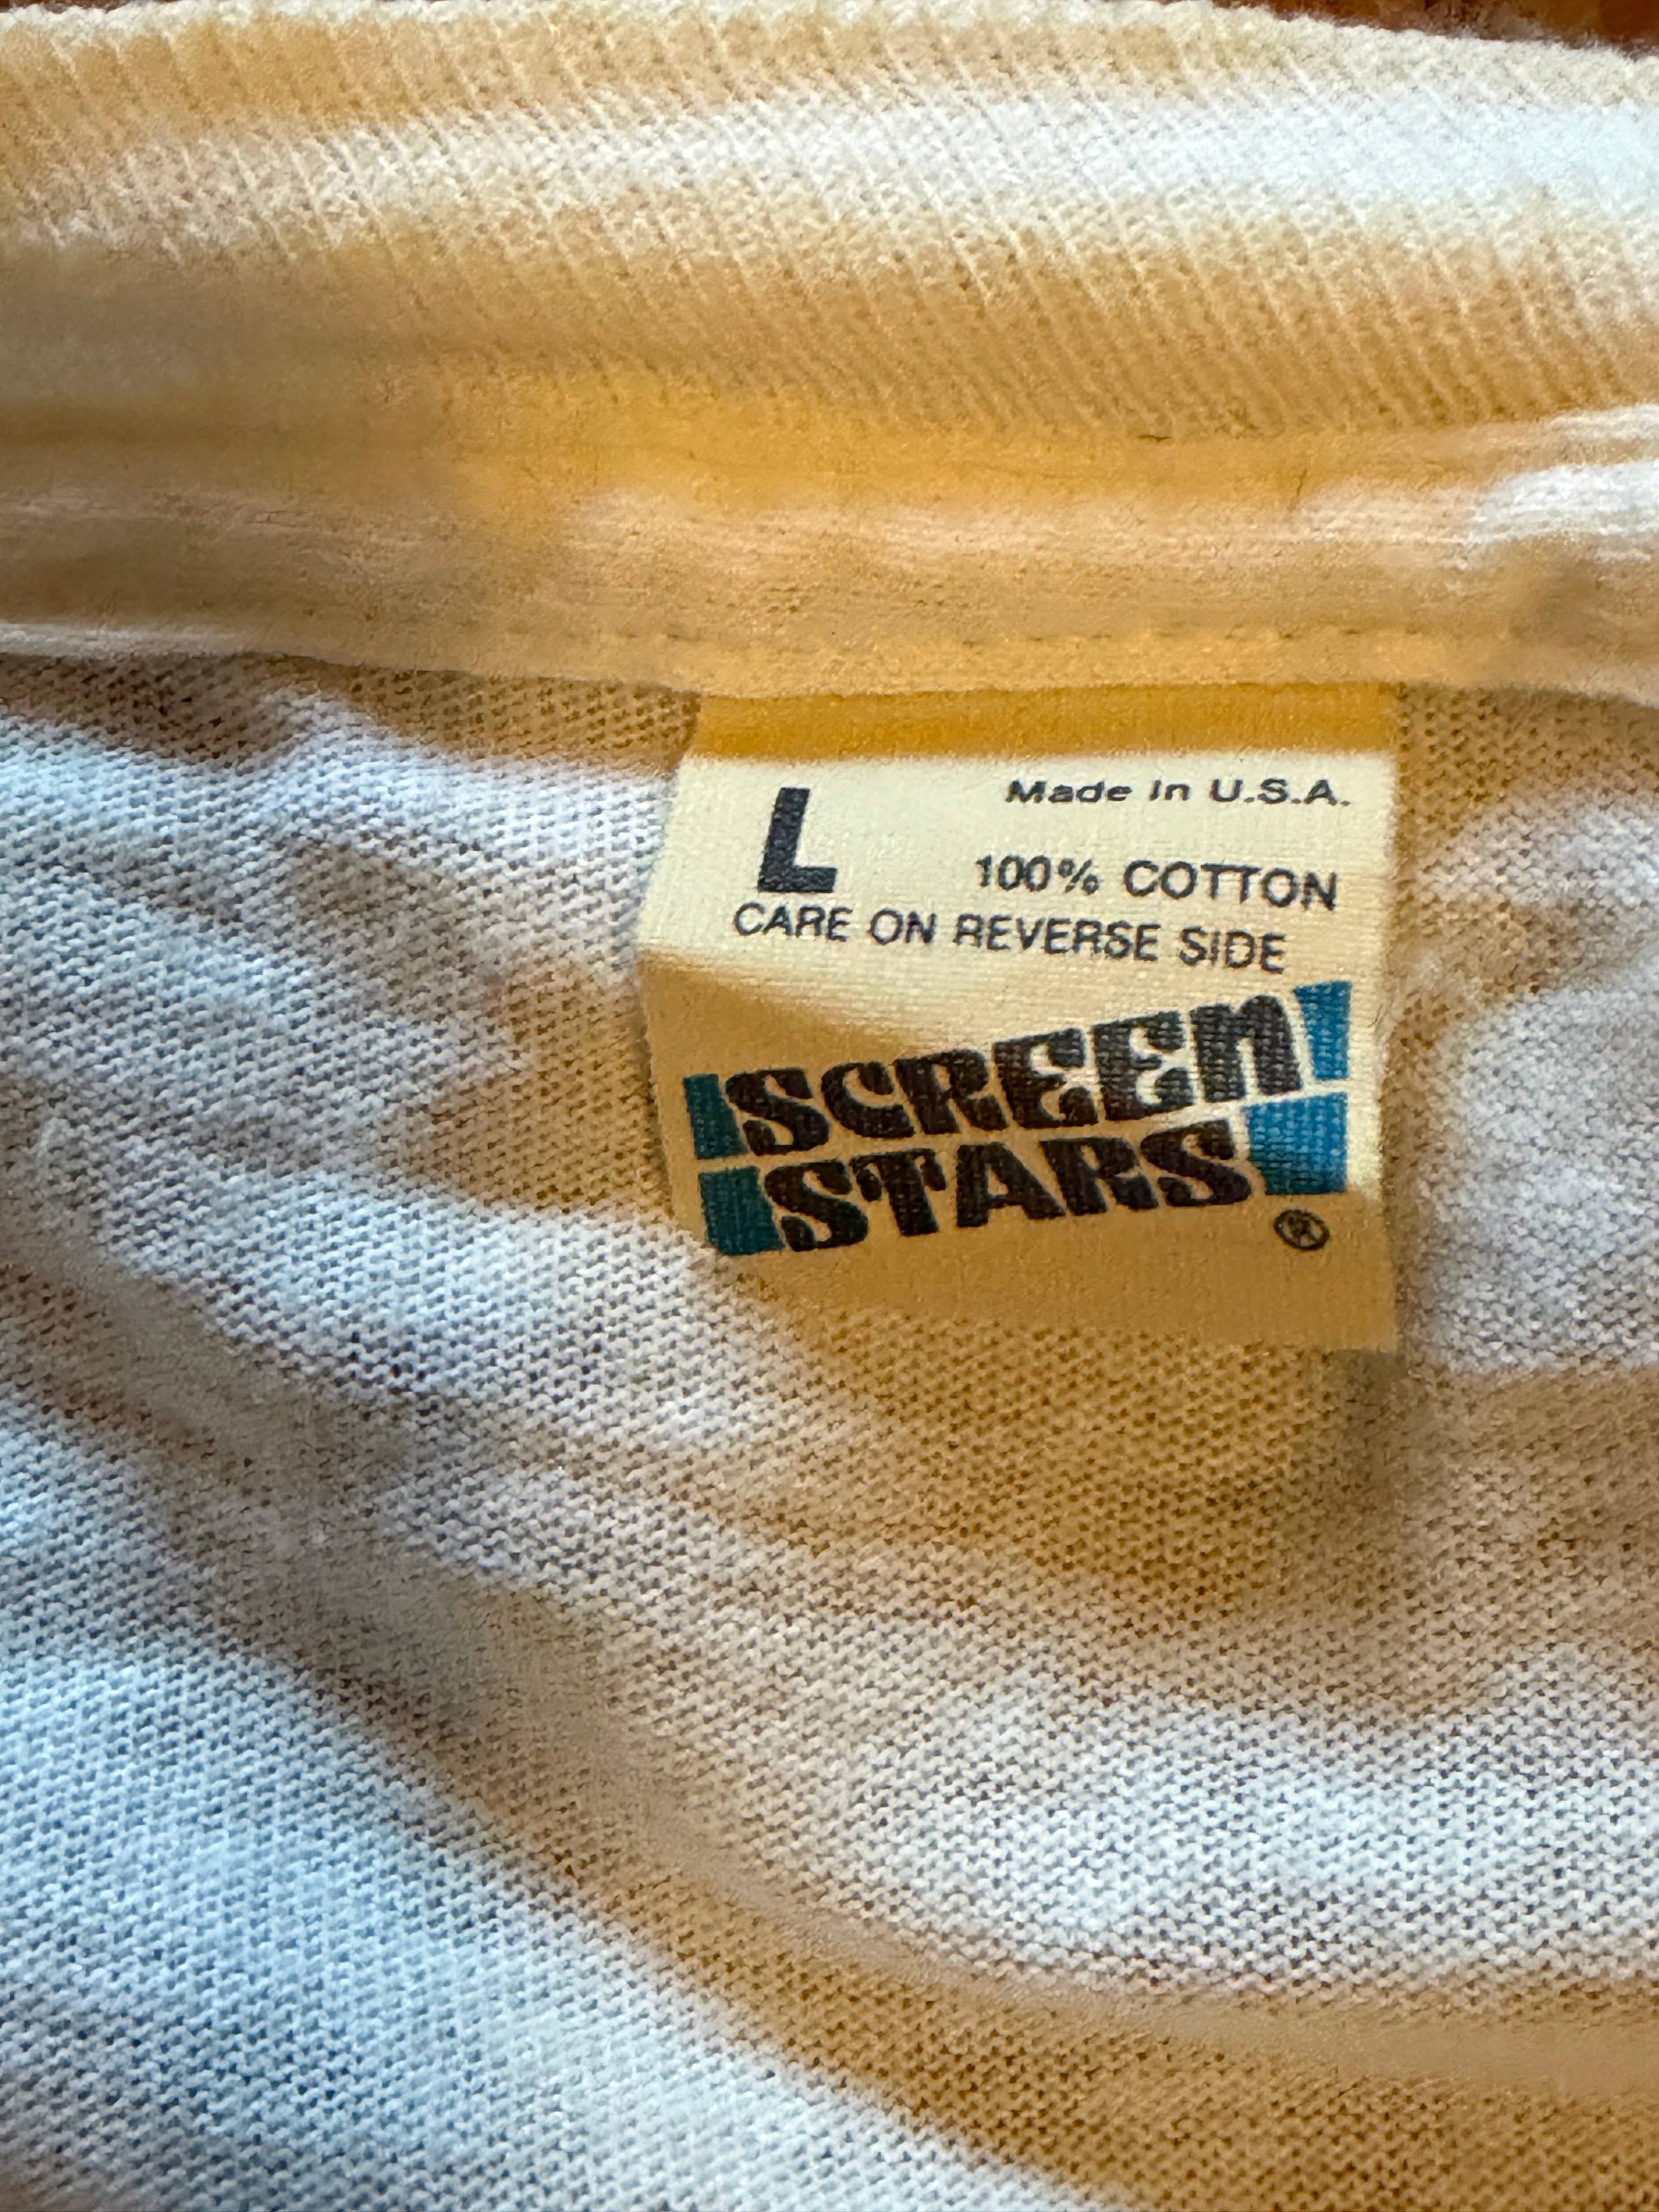 L Made in U.S.A.
100% COTTON
CARE ON REVERSE SIDE
SCREEN
STARS ®